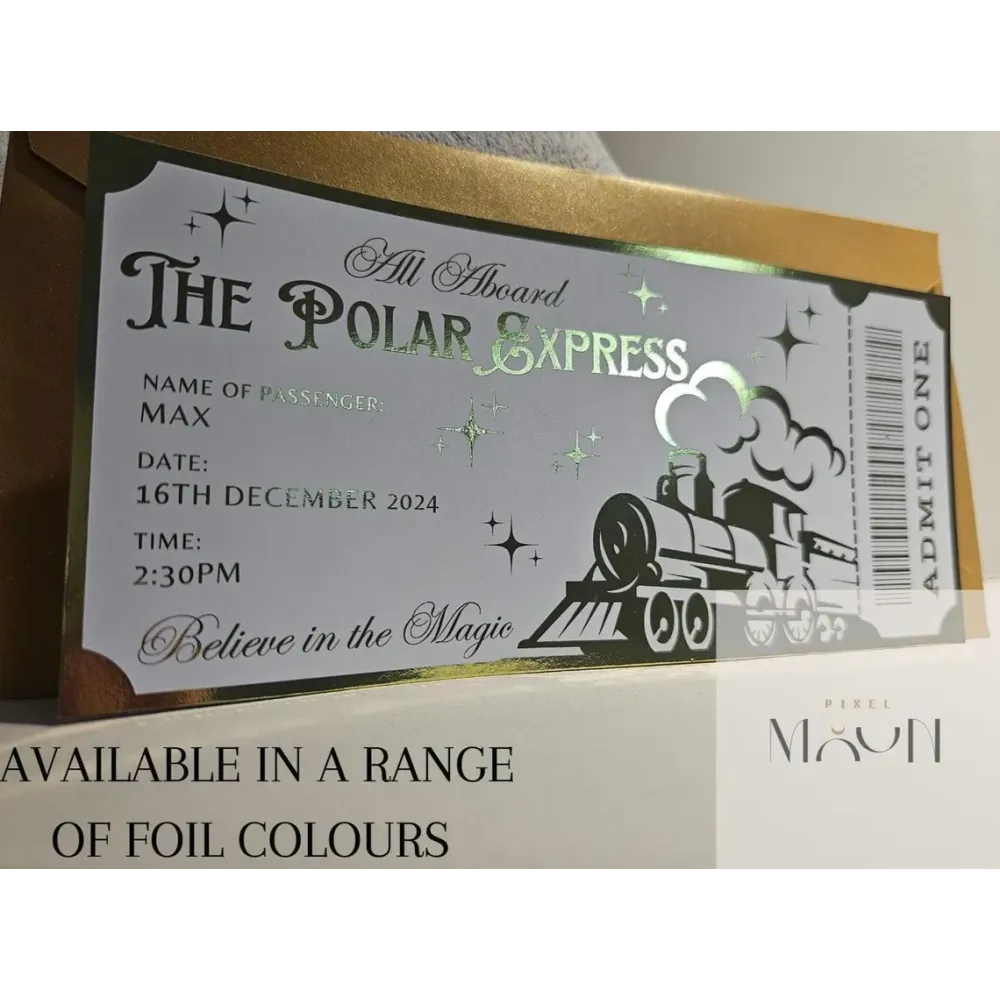 All Aboard
THE POLAR EXPRESS
NAME OF PASSENGER:
MAX
DATE:
16TH DECEMBER 2024
TIME:
2:30PM
Believe in the Magic
ADMIT ONE
PIXEL
MOON
AVAILABLE IN A RANGE
OF FOIL COLOURS